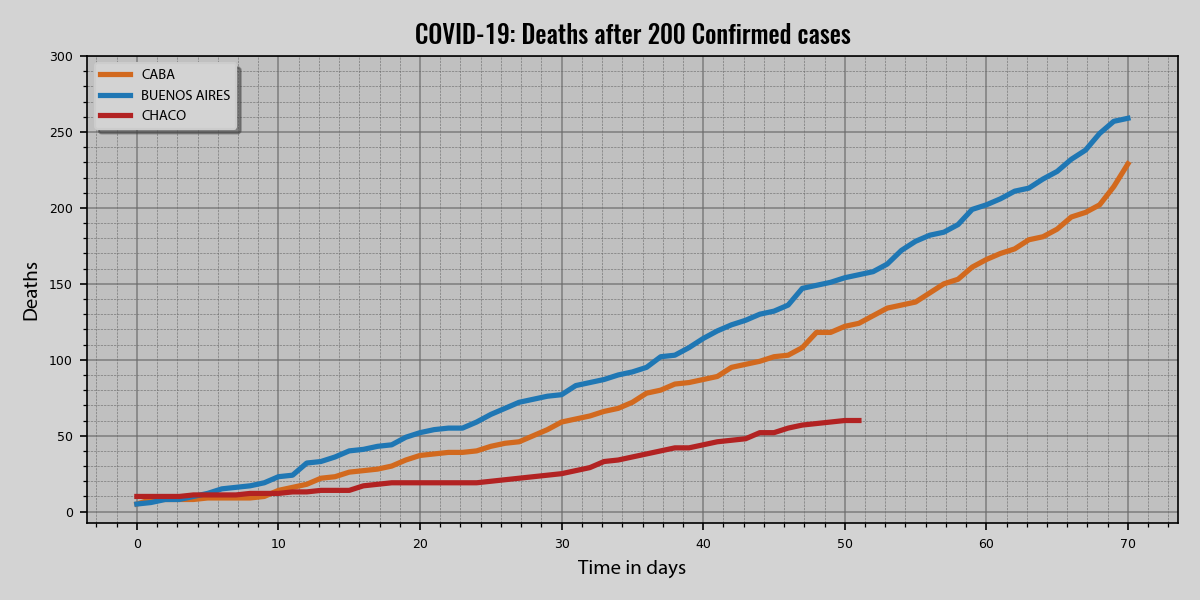 COVID-19: Deaths after 200 Confirmed cases
300
250
200
150
100
50
0
Deaths
CABA
BUENOS AIRES
CHACO
0 10 20 30 40 50 60 70
Time in days